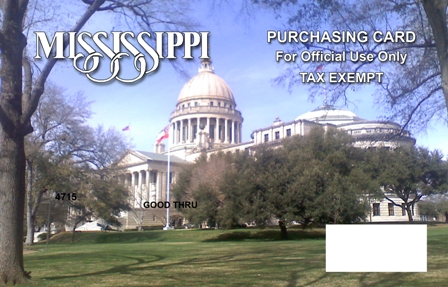 MISSISSIPPI
PURCHASING CARD
For Official Use Only
TAX EXEMPT
4715
GOOD THRU